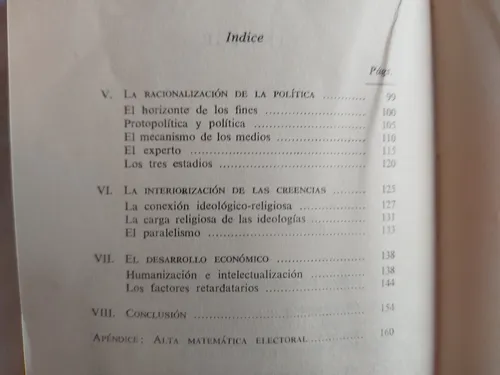 Indice
Págs.
V. LA RACIONALIZACIÓN DE LA POLÍTICA ............ 99
El horizonte de los fines ............ 100
Protopolítica y política ............ 105
El mecanismo de los medios ............ 110
El experto ............ 115
Los tres estadios ............ 120
VI. LA INTERIORIZACIÓN DE LAS CREENCIAS ............ 125
La conexión ideológico-religiosa ............ 127
La carga religiosa de las ideologías ............ 131
El paralelismo ............ 133
VII. EL DESARROLLO ECONÓMICO ............ 138
Humanización e intelectualización ............ 138
Los factores retardatarios ............ 144
VIII. CONCLUSIÓN ............ 154
APÉNDICE: ALTA MATEMÁTICA ELECTORAL ............ 160